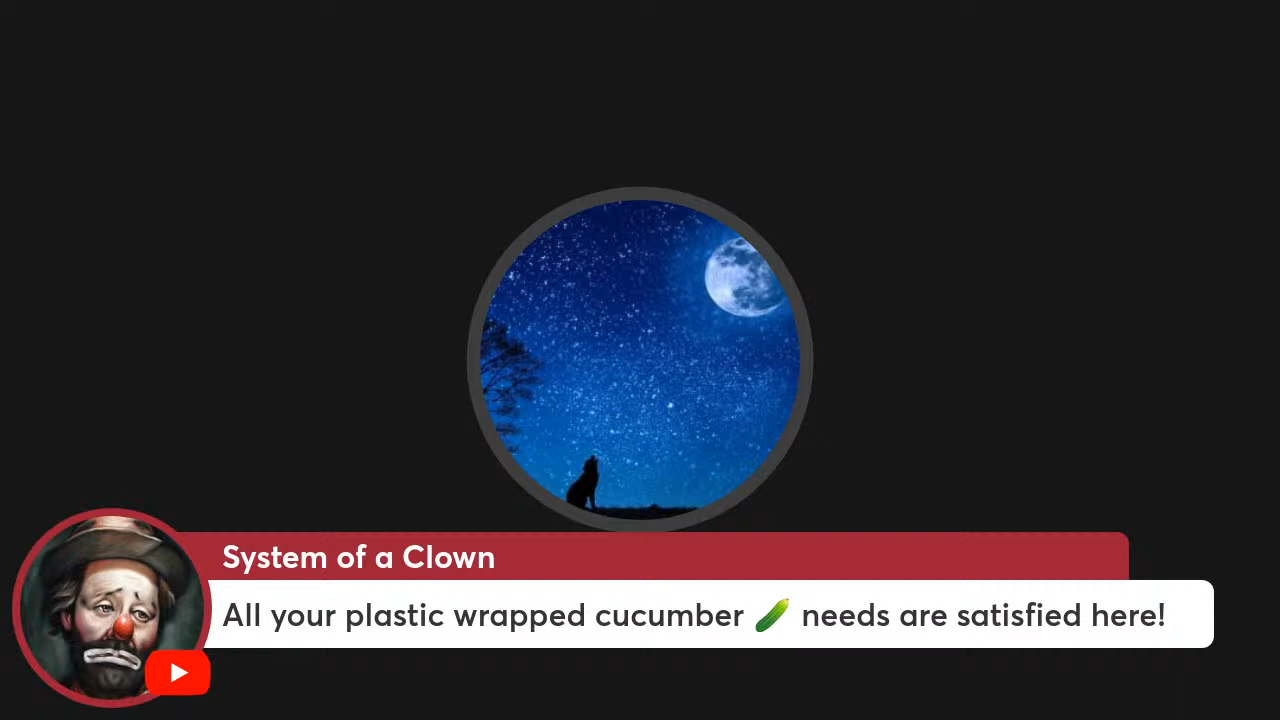 System of a Clown
All your plastic wrapped cucumber 🥒 needs are satisfied here!